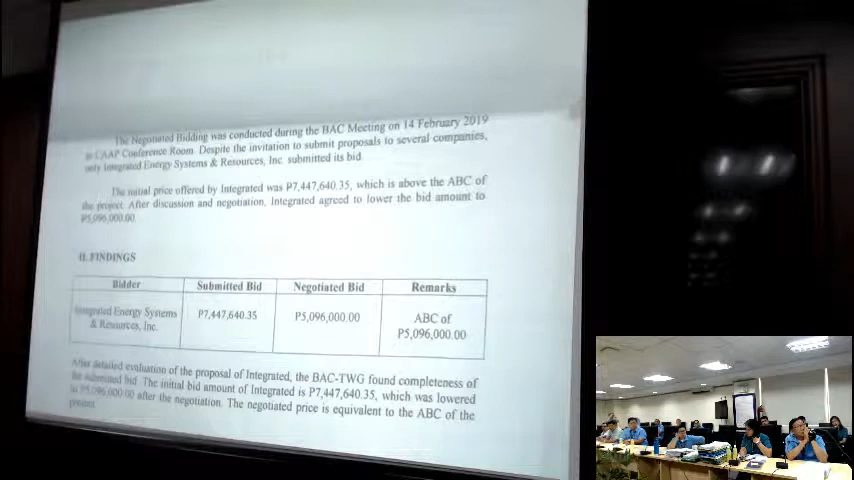 The Negotiated Bidding was conducted during the BAC Meeting on 14 February 2019
at CAAP Conference Room. Despite the invitation to submit proposals to several companies,
only Integrated Energy Systems & Resources, Inc. submitted its bid
The initial price offered by Integrated was P7,447,640.35, which is above the ABC of
the project. After discussion and negotiation, Integrated agreed to lower the bid amount to
P5,096,000.00.
II. FINDINGS
Bidder Submitted Bid Negotiated Bid Remarks
Integrated Energy Systems P7,447,640.35 P5,096,000.00 ABC of
& Resources, Inc. P5,096,000.00
After detailed evaluation of the proposal of Integrated, the BAC-TWG found completeness of
the submitted bid. The initial bid amount of Integrated is P7,447,640.35, which was lowered
to P5,096,000.00 after the negotiation. The negotiated price is equivalent to the ABC of the
project.